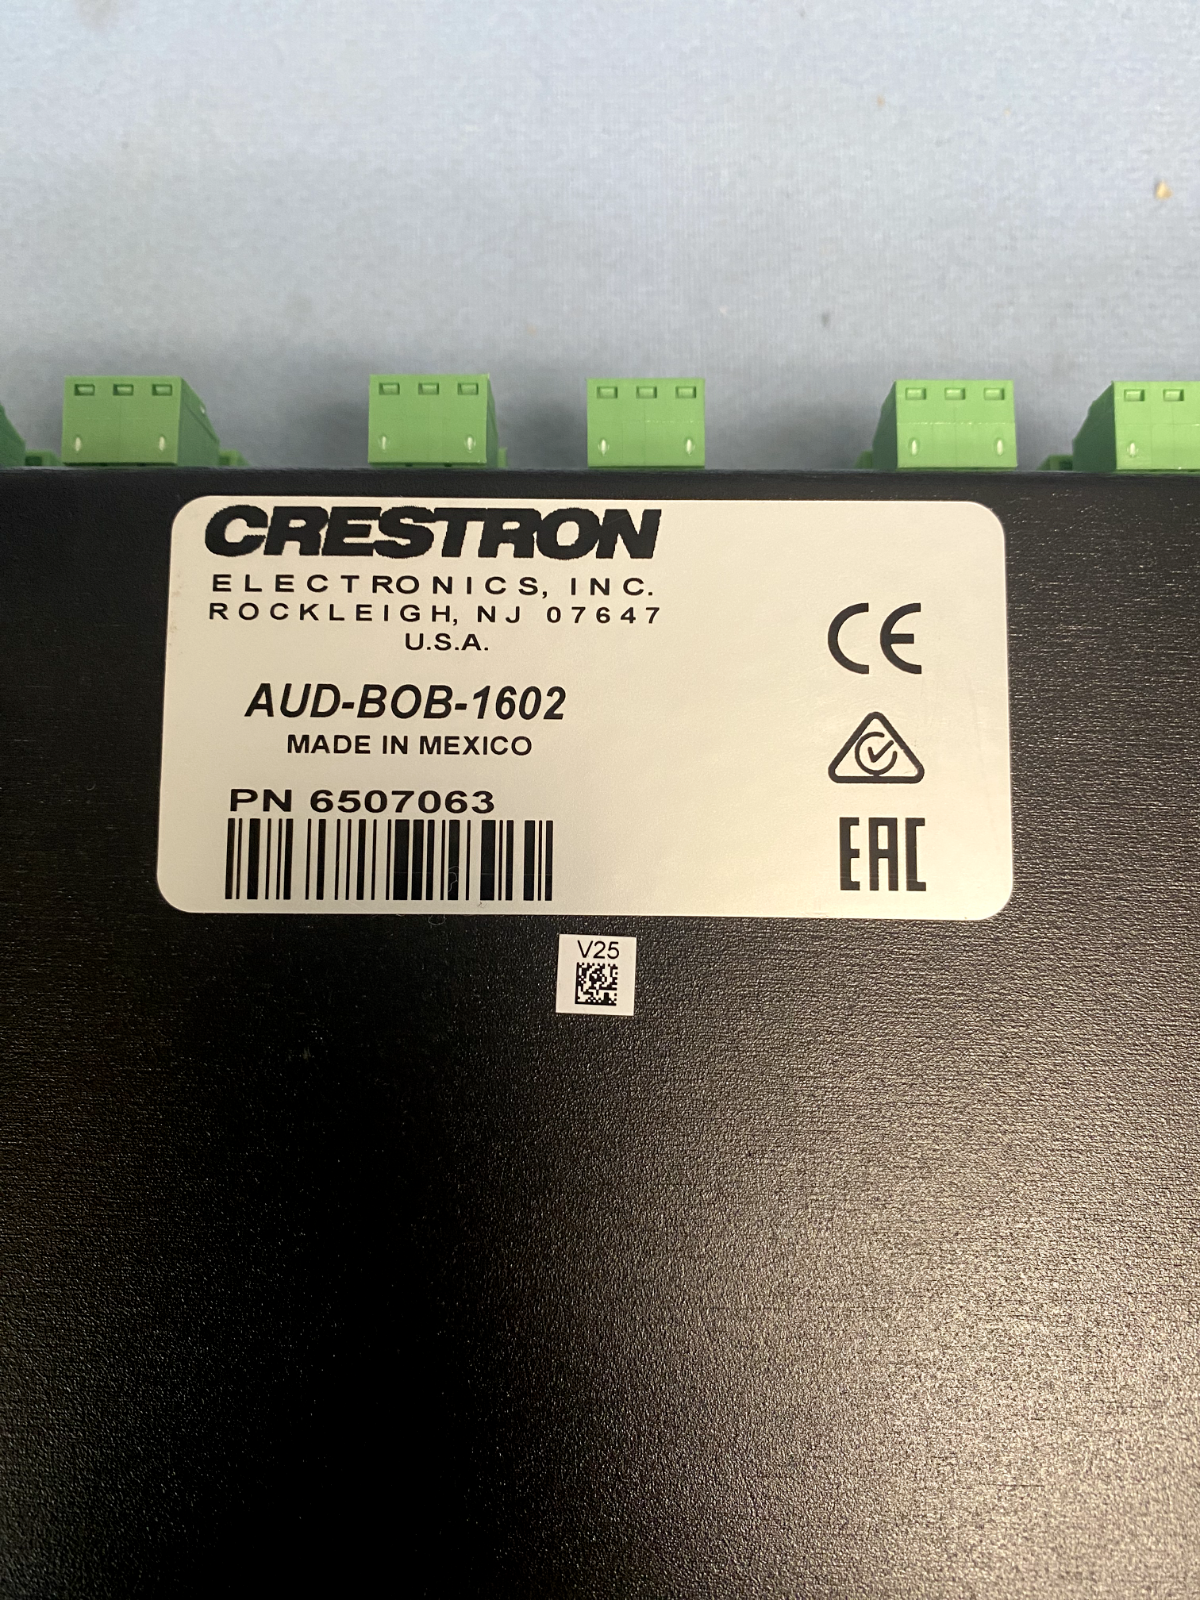 CRESTRON
ELECTRONICS, INC.
ROCKLEIGH, NJ 07647
U.S.A.
AUD-BOB-1602
MADE IN MEXICO
PN 6507063
CE
EAC
V25